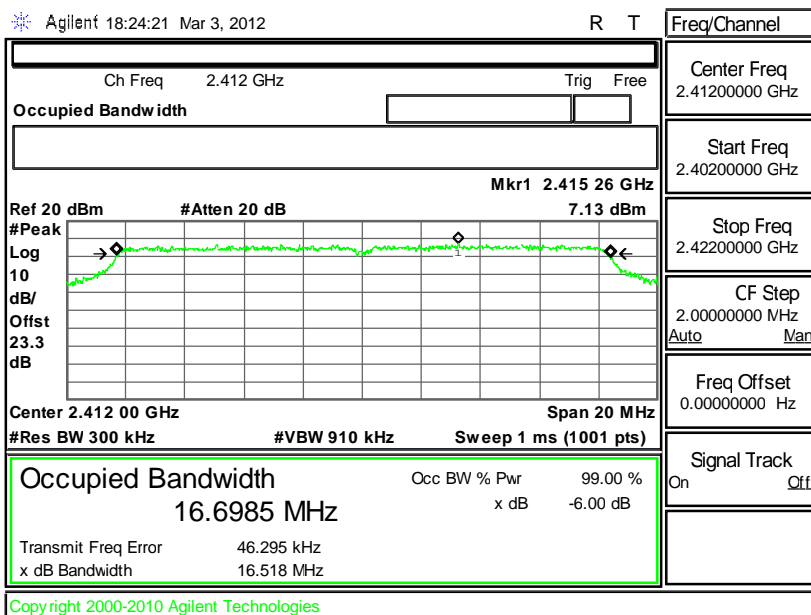 Agilent 18:24:21 Mar 3, 2012 R T
Ch Freq 2.412 GHz Trig Free
Occupied Bandwidth
Mkr1 2.415 26 GHz
Ref 20 dBm #Atten 20 dB 7.13 dBm
#Peak
Log
10
dB/
Offst
23.3
dB
1
Center 2.412 00 GHz Span 20 MHz
#Res BW 300 kHz #VBW 910 kHz Sweep 1 ms (1001 pts)
Occupied Bandwidth
16.6985 MHz
Occ BW % Pwr 99.00 %
x dB -6.00 dB
Transmit Freq Error 46.295 kHz
x dB Bandwidth 16.518 MHz
Copyright 2000-2010 Agilent Technologies
Freq/Channel
Center Freq
2.41200000 GHz
Start Freq
2.40200000 GHz
Stop Freq
2.42200000 GHz
CF Step
2.00000000 MHz
Auto Man
Freq Offset
0.00000000 Hz
Signal Track
On Off